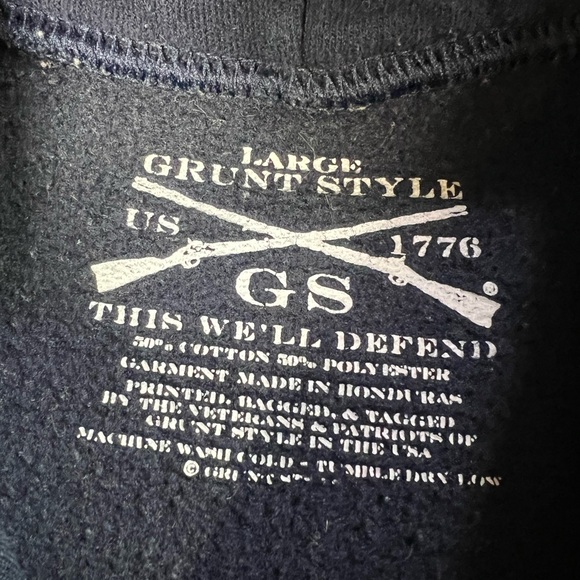 LARGE
GRUNT STYLE
US 1776
GS ®
THIS WE'LL DEFEND
50% COTTON 50% POLYESTER
GARMENT MADE IN HONDURAS
PRINTED, BAGGED, & TAGGED
BY THE VETERANS & PATRIOTS OF
GRUNT STYLE IN THE USA
MACHINE WASH COLD - TUMBLE DRY LOW
© GRUNT